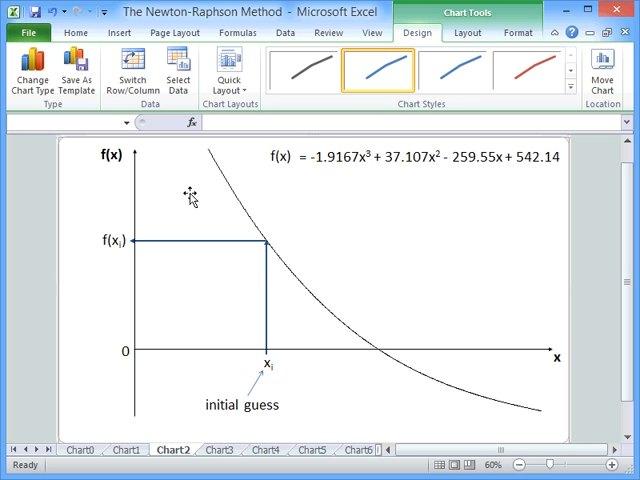 The Newton-Raphson Method - Microsoft Excel
Chart Tools
File Home Insert Page Layout Formulas Data Review View Design Layout Format
Change Chart Type
Save As Template
Switch Row/Column
Select Data
Quick Layout
Move Chart
Type Data Chart Layouts Chart Styles Location
fx
f(x)
f(x) = -1.9167x³ + 37.107x² - 259.55x + 542.14
f(xᵢ)
0
xᵢ
x
initial guess
Chart0 Chart1 Chart2 Chart3 Chart4 Chart5 Chart6
Ready
60%